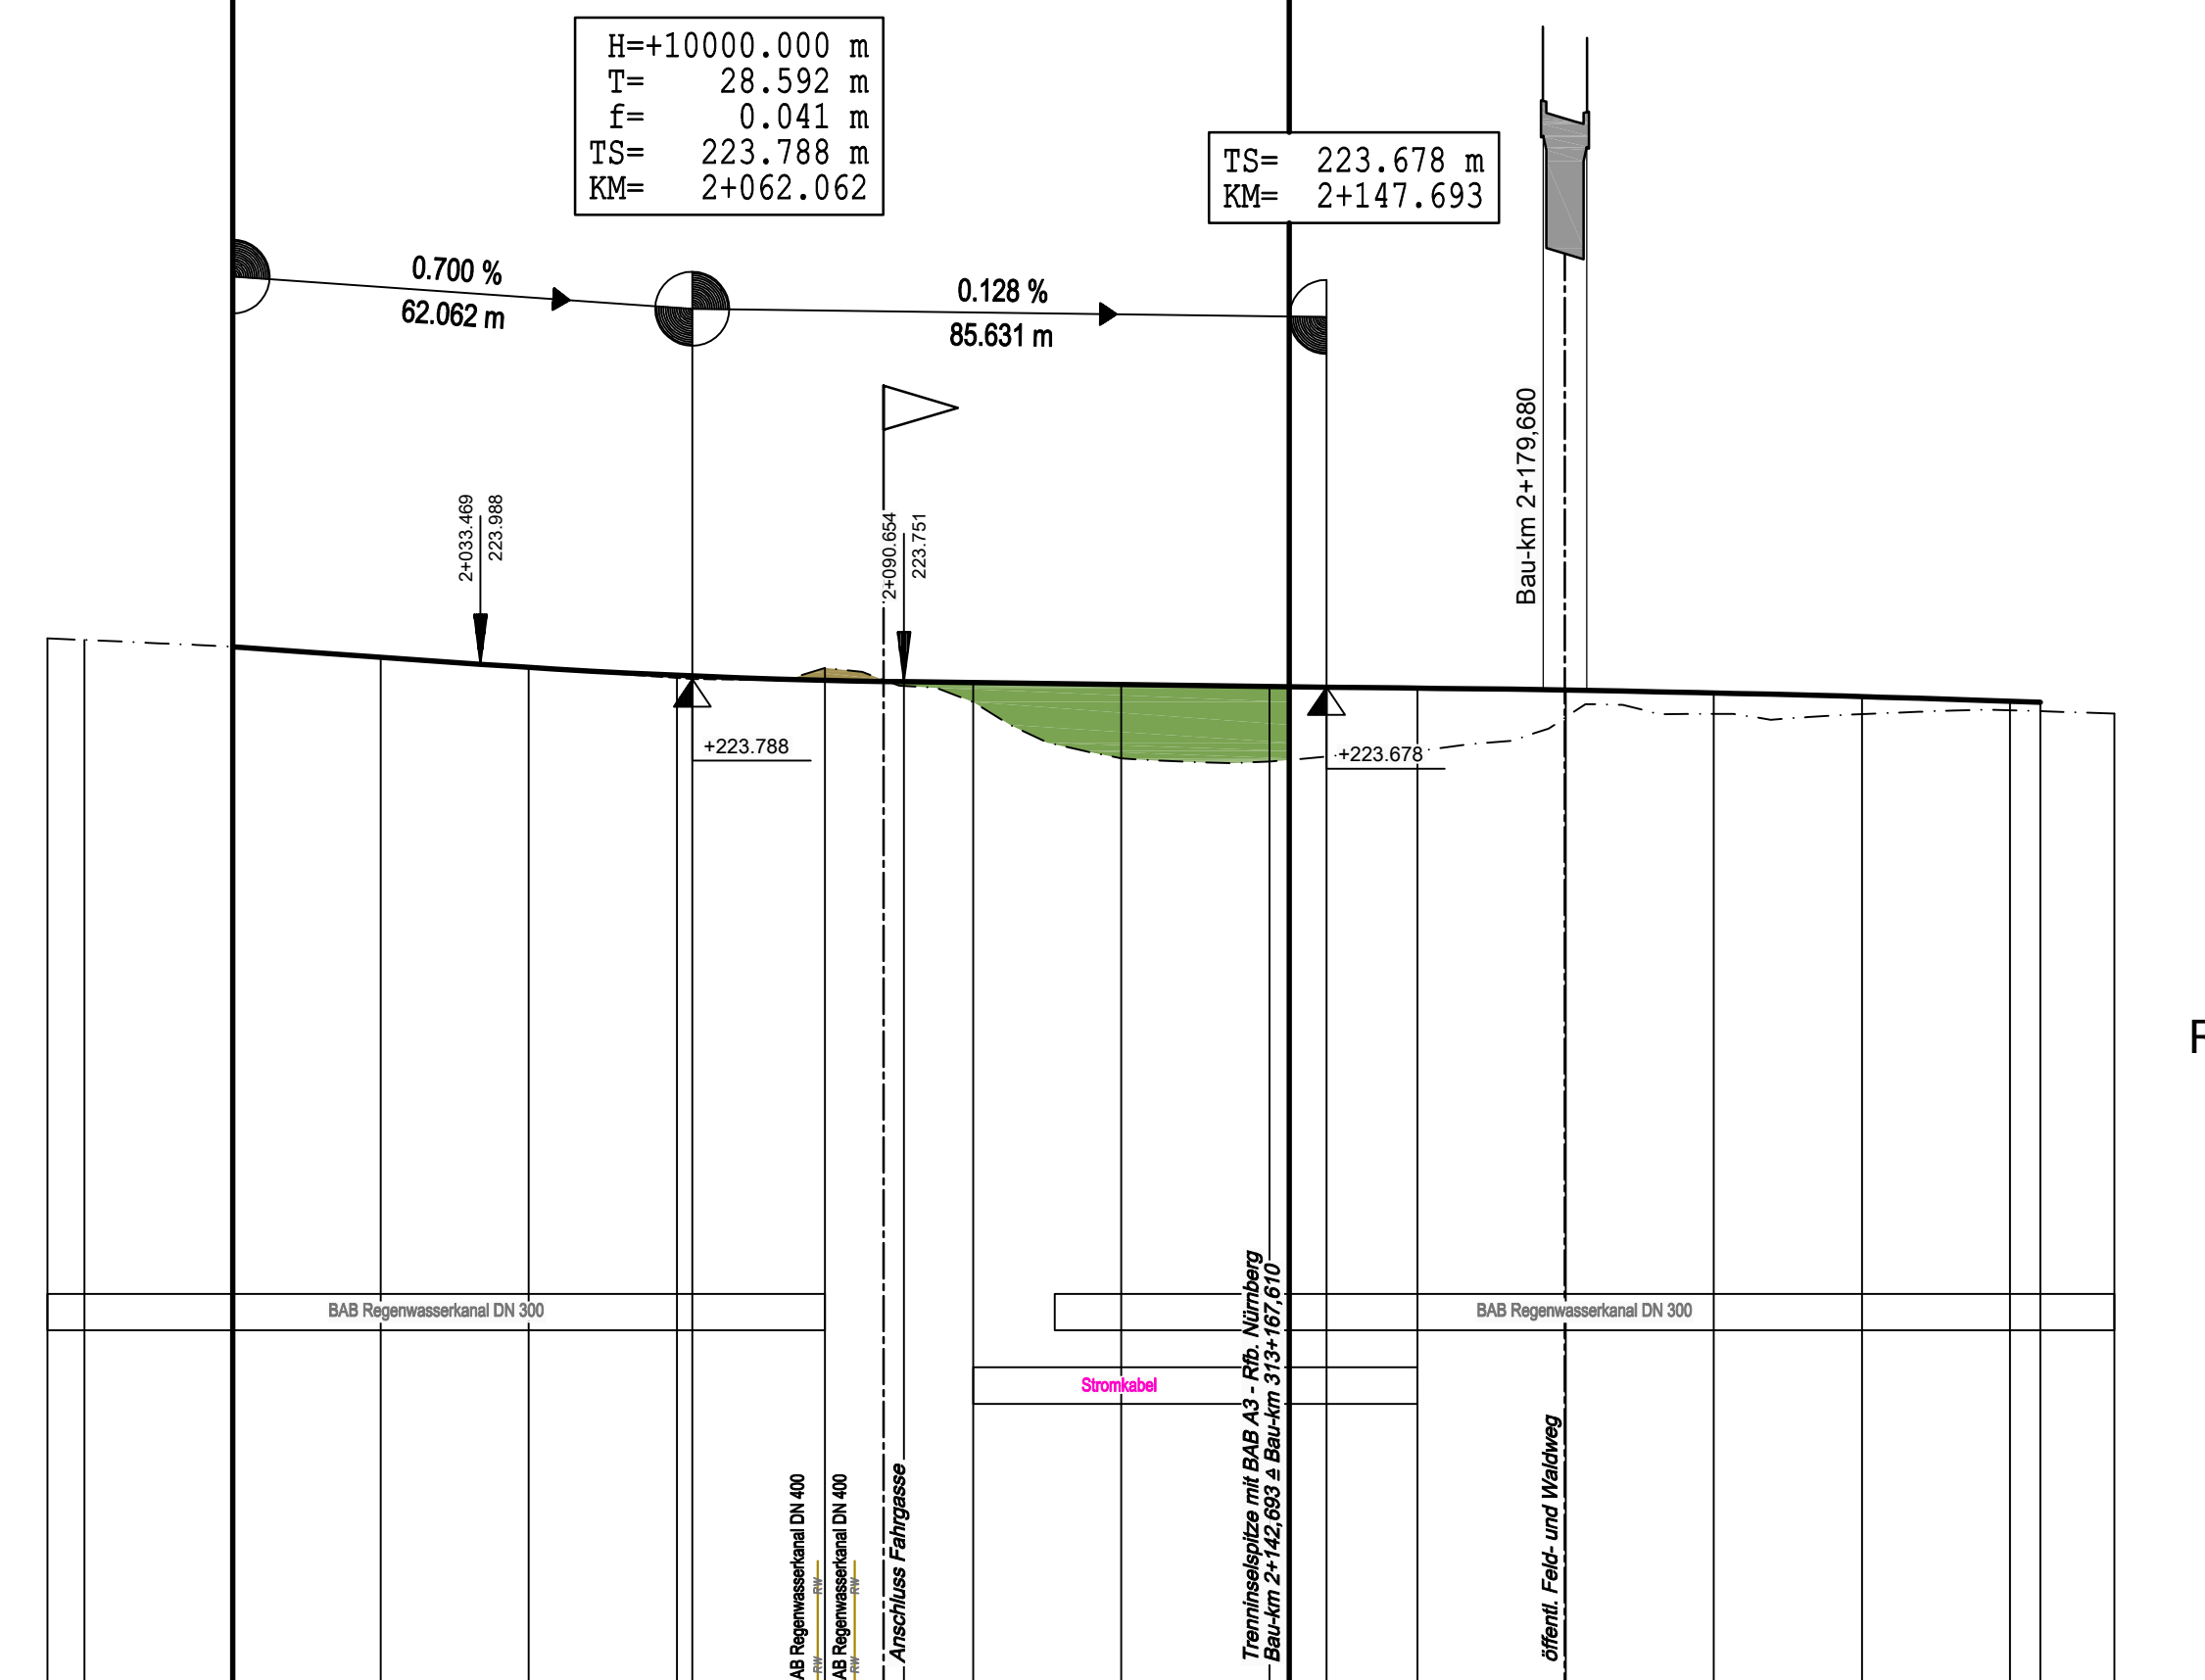 H=+10000.000 m
T= 28.592 m
f= 0.041 m
TS= 223.788 m
KM= 2+062.062
TS= 223.678 m
KM= 2+147.693
0.700 %
62.062 m
0.128 %
85.631 m
Bau-km 2+179,680
2+033.469
223.988
2+090.654
223.751
+223.788
+223.678
BAB Regenwasserkanal DN 300
BAB Regenwasserkanal DN 300
Stromkabel
AB Regenwasserkanal DN 400
RW
RW
AB Regenwasserkanal DN 400
RW
RW
Anschluss Fahrgasse
Trenninselspitze mit BAB A3 - Rfb. Nürnberg
Bau-km 2+142,693 ≙ Bau-km 313+167,610
öffentl. Feld- und Waldweg